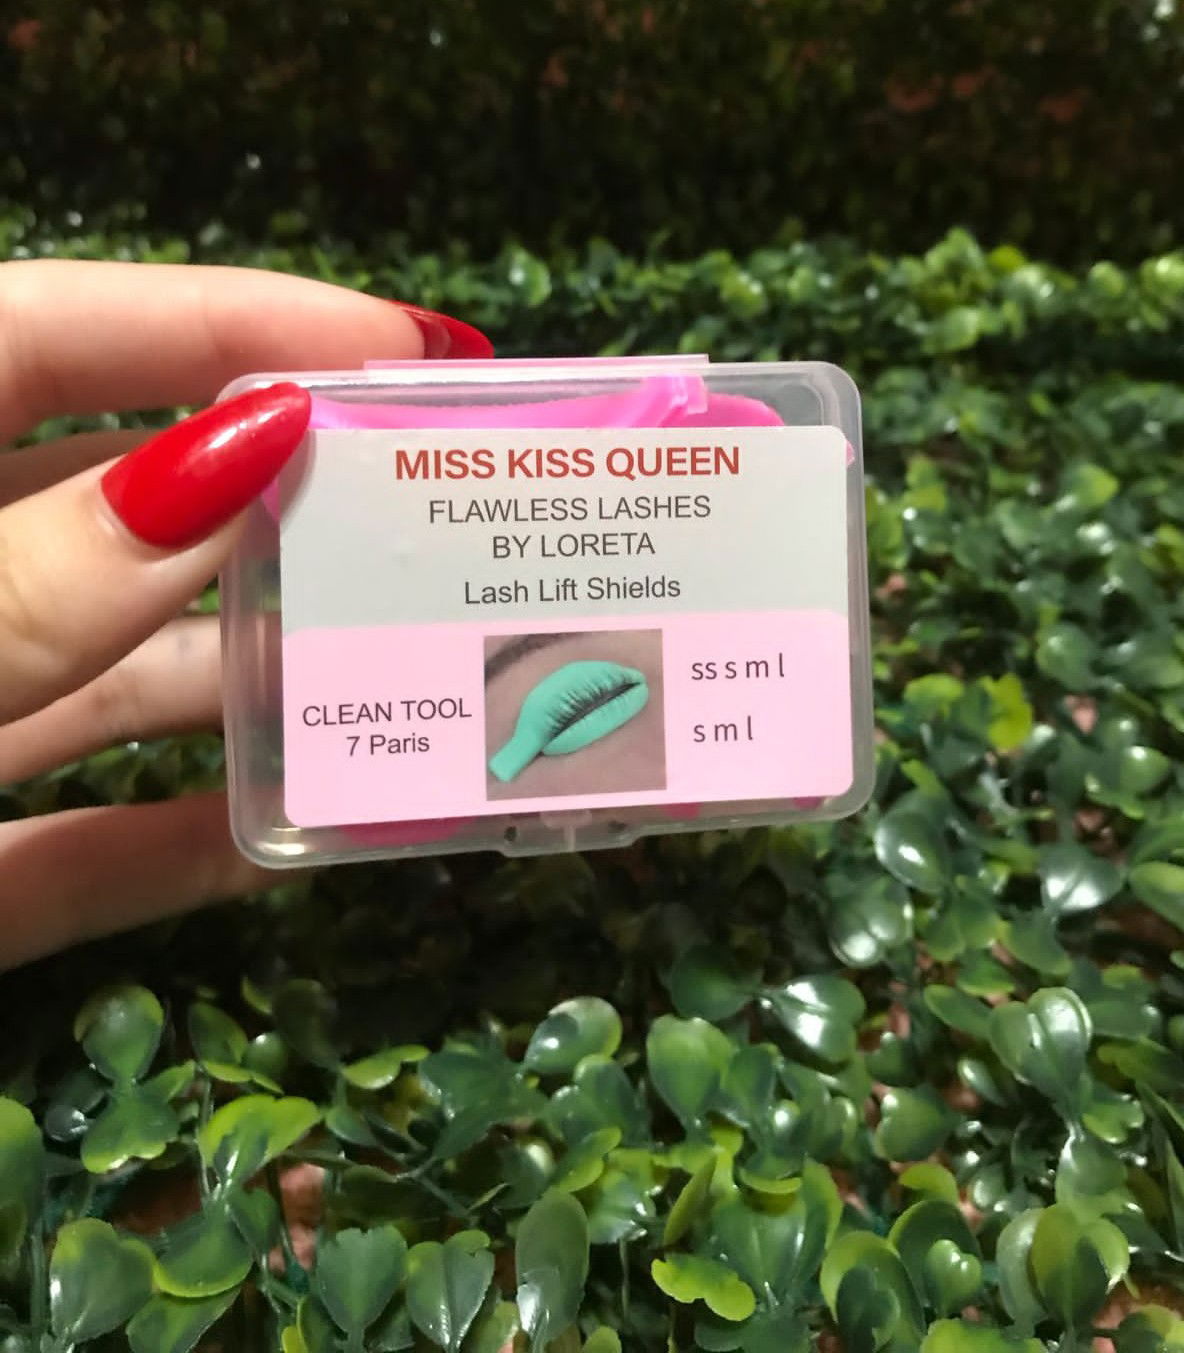 MISS KISS QUEEN
FLAWLESS LASHES
BY LORETA
Lash Lift Shields
CLEAN TOOL
7 Paris
ss s m l
s m l